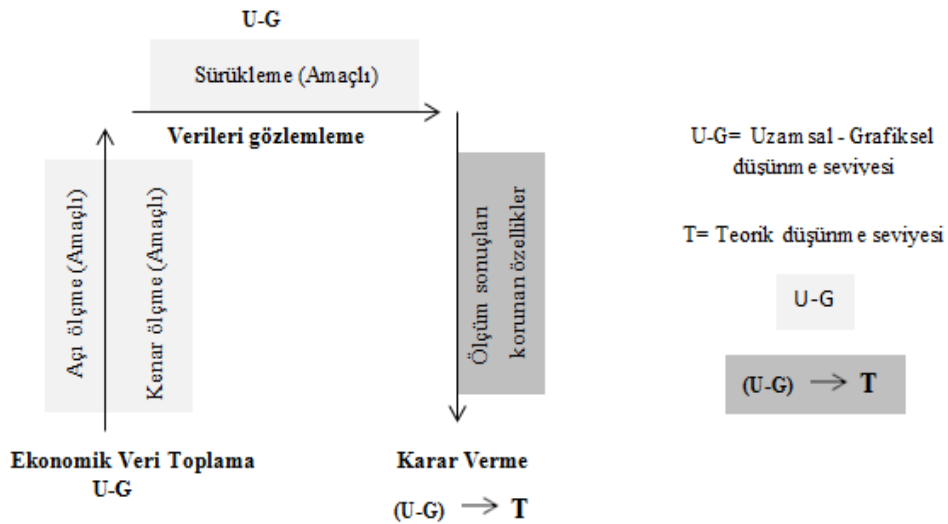 U-G
Sürükleme (Amaçlı)
Verileri gözlemleme
Açı ölçme (Amaçlı)
Kenar ölçme (Amaçlı)
Ölçüm sonuçları
korunan özellikler
Ekonomik Veri Toplama
U-G
Karar Verme
(U-G) → T
U-G= Uzamsal - Grafiksel
düşünme seviyesi
T= Teorik düşünme seviyesi
U-G
(U-G) → T